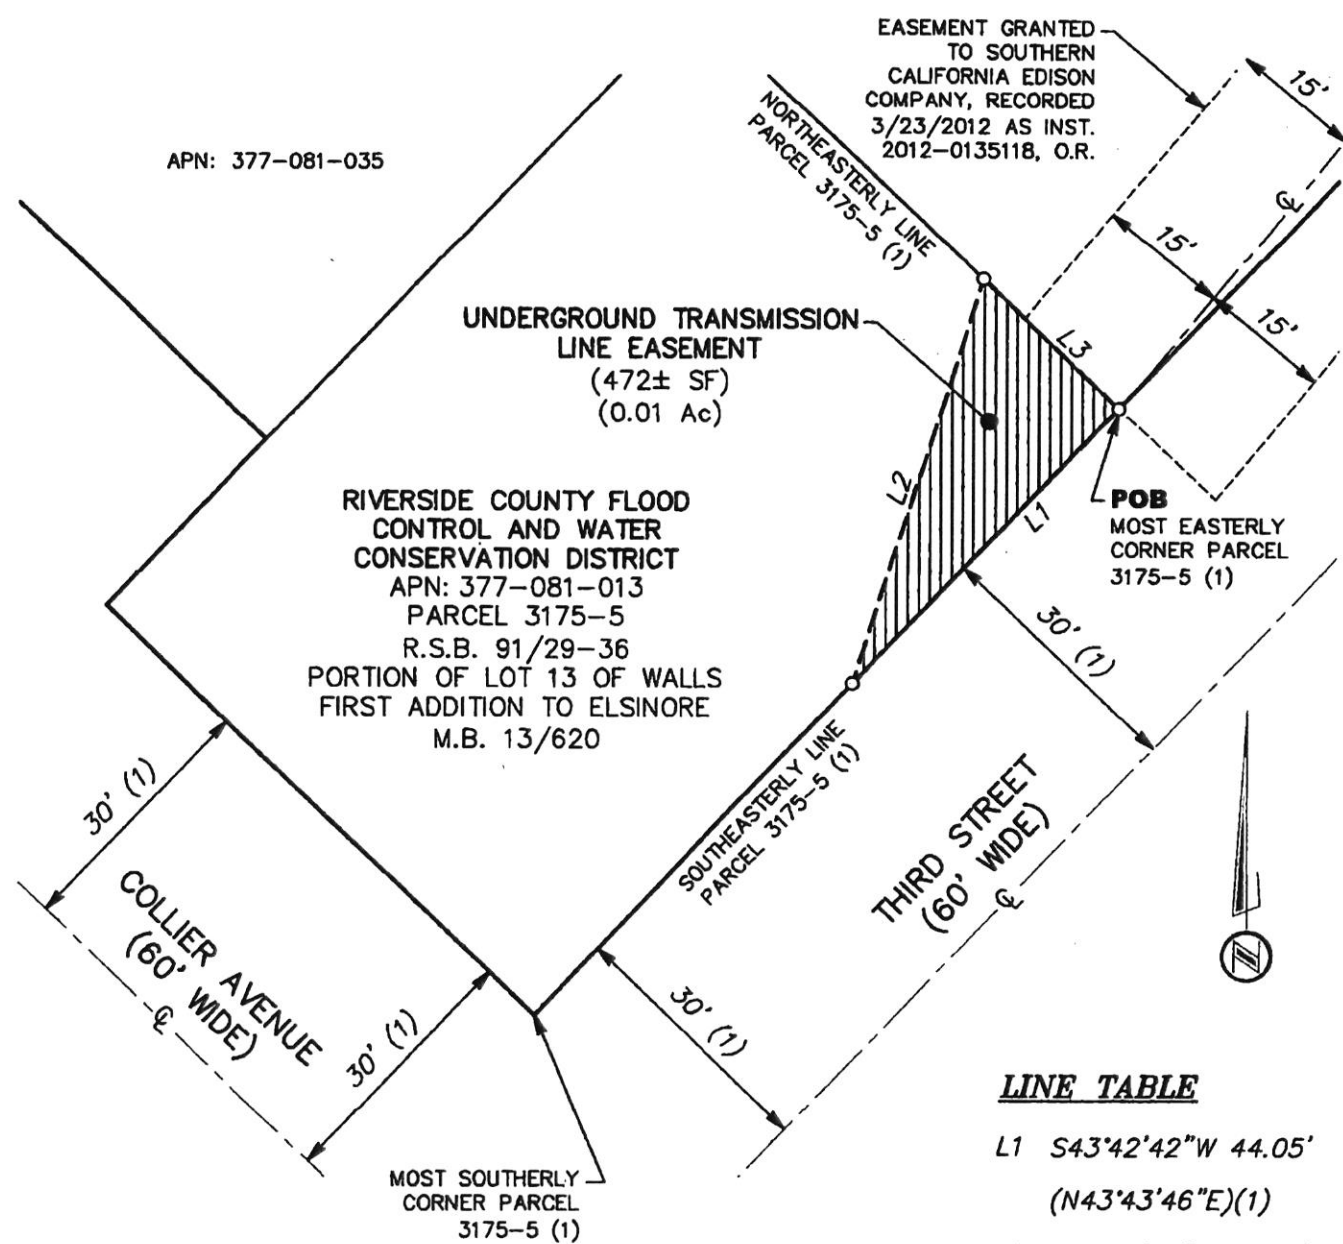 EASEMENT GRANTED
TO SOUTHERN
CALIFORNIA EDISON
COMPANY, RECORDED
3/23/2012 AS INST.
2012-0135118, O.R.
15'
APN: 377-081-035
NORTHEASTERLY LINE
PARCEL 3175-5 (1)
℄
15'
15'
UNDERGROUND TRANSMISSION
LINE EASEMENT
(472± SF)
(0.01 Ac)
L3
L2
L1
POB
MOST EASTERLY
CORNER PARCEL
3175-5 (1)
RIVERSIDE COUNTY FLOOD
CONTROL AND WATER
CONSERVATION DISTRICT
APN: 377-081-013
PARCEL 3175-5
R.S.B. 91/29-36
PORTION OF LOT 13 OF WALLS
FIRST ADDITION TO ELSINORE
M.B. 13/620
30' (1)
30' (1)
SOUTHEASTERLY LINE
PARCEL 3175-5 (1)
THIRD STREET
(60' WIDE)
℄
COLLIER AVENUE
(60' WIDE)
℄
30' (1)
30' (1)
N
MOST SOUTHERLY
CORNER PARCEL
3175-5 (1)
LINE TABLE
L1 S43°42'42"W 44.05'
(N43°43'46"E)(1)